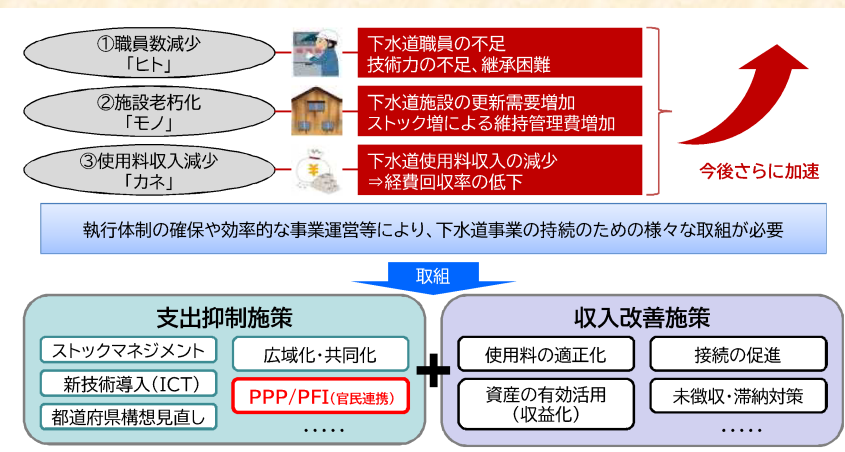 ①職員数減少
「ヒト」
下水道職員の不足
技術力の不足、継承困難
②施設老朽化
「モノ」
下水道施設の更新需要増加
ストック増による維持管理費増加
③使用料収入減少
「カネ」
¥
下水道使用料収入の減少
⇒経費回収率の低下
今後さらに加速
執行体制の確保や効率的な事業運営等により、下水道事業の持続のための様々な取組が必要
取組
支出抑制施策
ストックマネジメント
新技術導入(ICT)
都道府県構想見直し
広域化・共同化
PPP/PFI(官民連携)
・・・・・
+
収入改善施策
使用料の適正化
資産の有効活用
(収益化)
接続の促進
未徴収・滞納対策
・・・・・